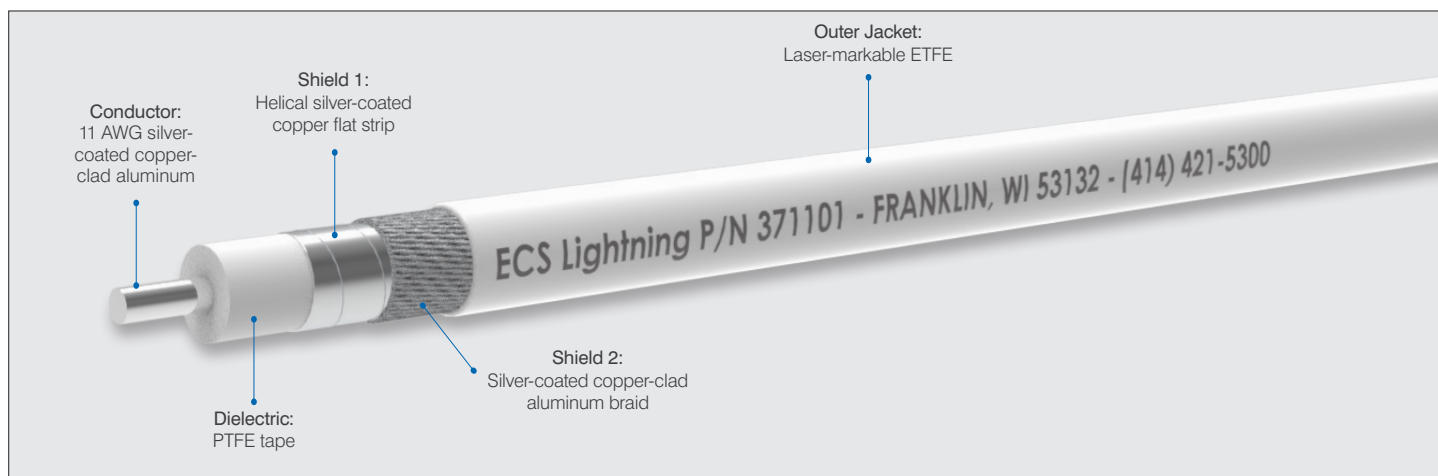 Outer Jacket:
Laser-markable ETFE
Shield 1:
Helical silver-coated
copper flat strip
Conductor:
11 AWG silver-
coated copper-
clad aluminum
ECS Lightning P/N 371101 - FRANKLIN, WI 53132 - (414) 421-5300
Shield 2:
Silver-coated copper-clad
aluminum braid
Dielectric:
PTFE tape